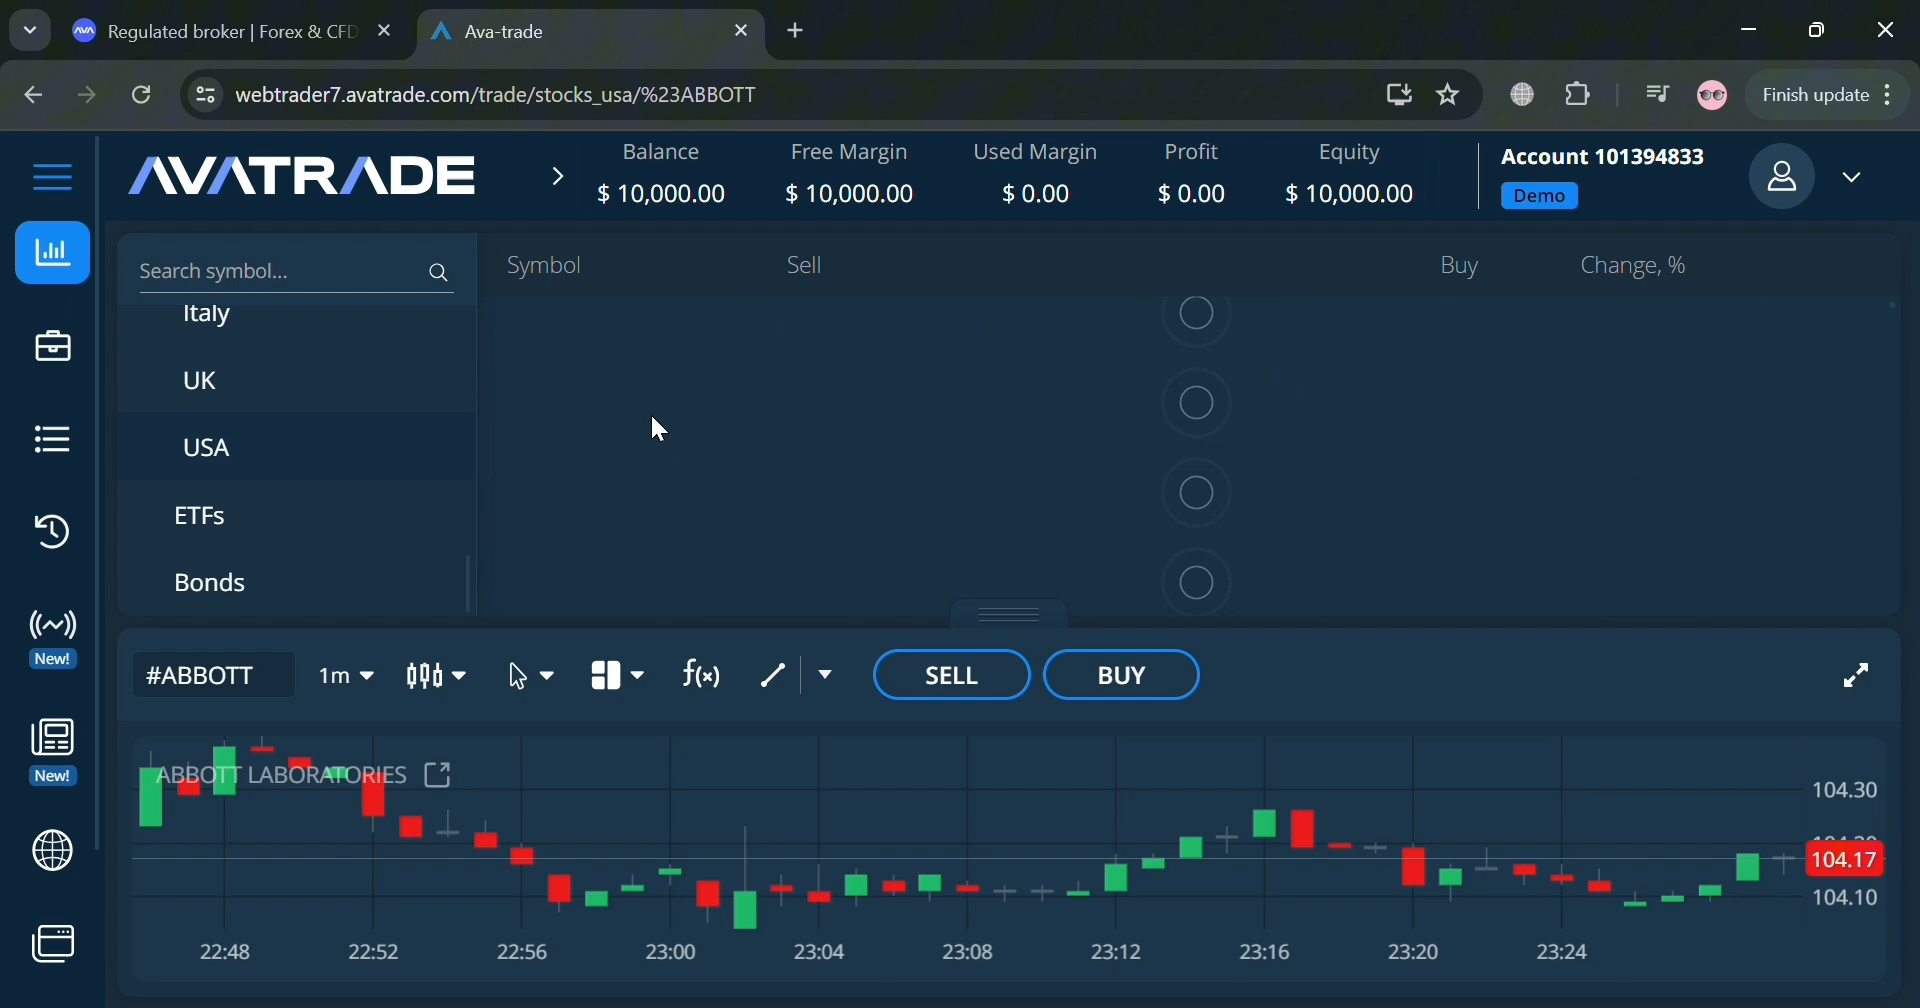 Regulated broker | Forex & CFD
Ava-trade
webtrader7.avatrade.com/trade/stocks_usa/%23ABBOTT
Finish update
AVATRADE
Balance
$ 10,000.00
Free Margin
$ 10,000.00
Used Margin
$ 0.00
Profit
$ 0.00
Equity
$ 10,000.00
Account 101394833
Demo
Search symbol...
Symbol
Sell
Buy
Change, %
Italy
UK
USA
ETFs
Bonds
New!
New!
#ABBOTT
1m
f(x)
SELL
BUY
ABBOTT LABORATORIES
104.30
104.17
104.10
22:48
22:52
22:56
23:00
23:04
23:08
23:12
23:16
23:20
23:24